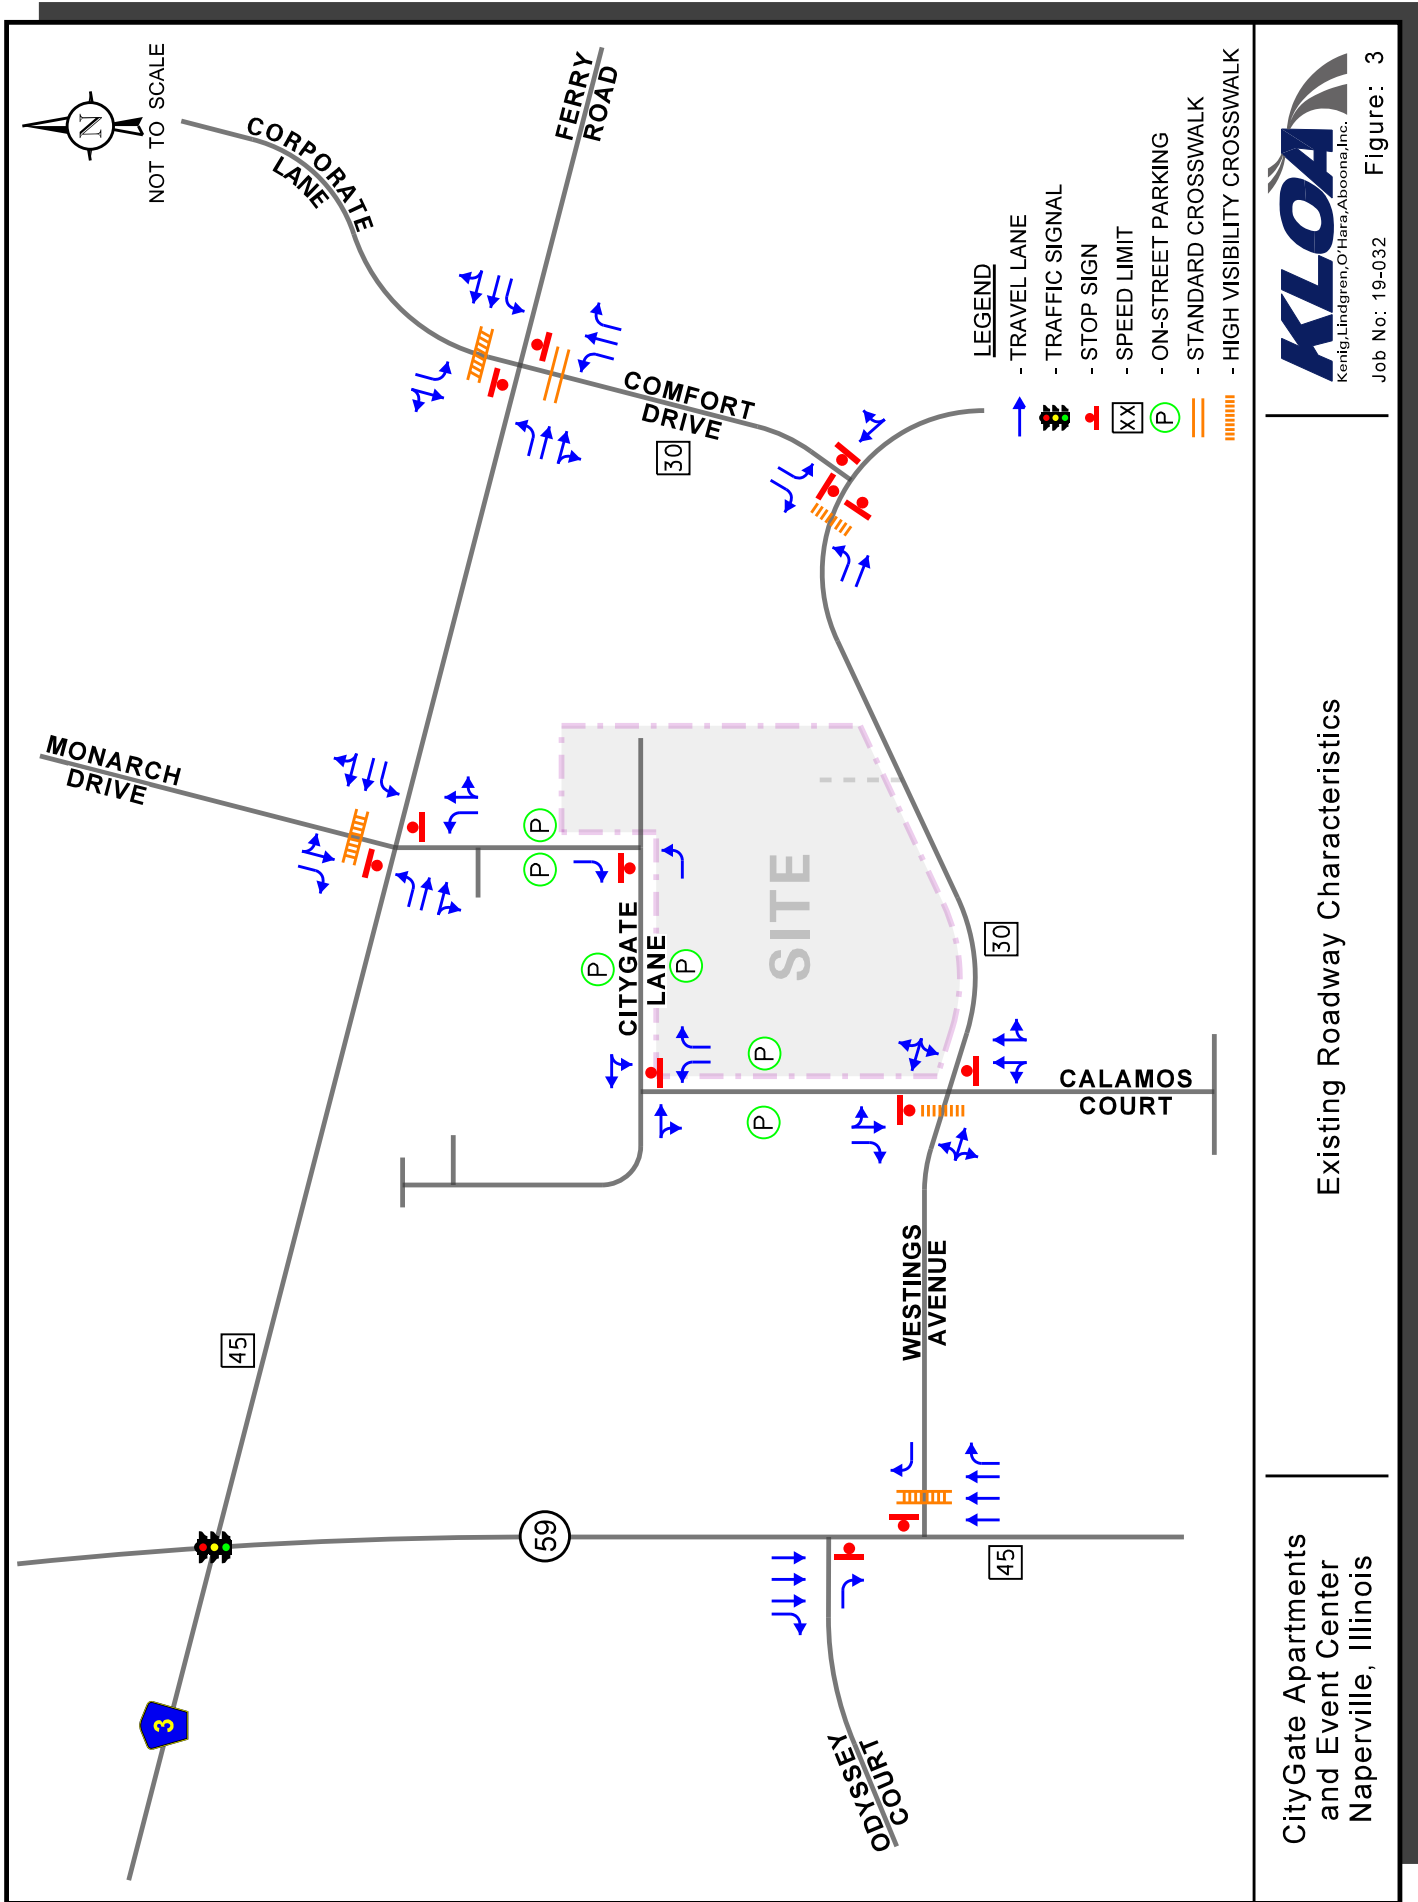 N
NOT TO SCALE
CORPORATE
LANE
FERRY
ROAD
MONARCH
DRIVE
COMFORT
DRIVE
30
45
3
59
P
P
P
P
CITYGATE
LANE
P
P
SITE
30
CALAMOS
COURT
WESTINGS
AVENUE
45
ODYSSEY
COURT
LEGEND
- TRAVEL LANE
- TRAFFIC SIGNAL
- STOP SIGN
XX - SPEED LIMIT
P - ON-STREET PARKING
- STANDARD CROSSWALK
- HIGH VISIBILITY CROSSWALK
CityGate Apartments
and Event Center
Naperville, Illinois
Existing Roadway Characteristics
KLOA
Kenig,Lindgren,O'Hara,Aboona,Inc.
Job No: 19-032 Figure: 3